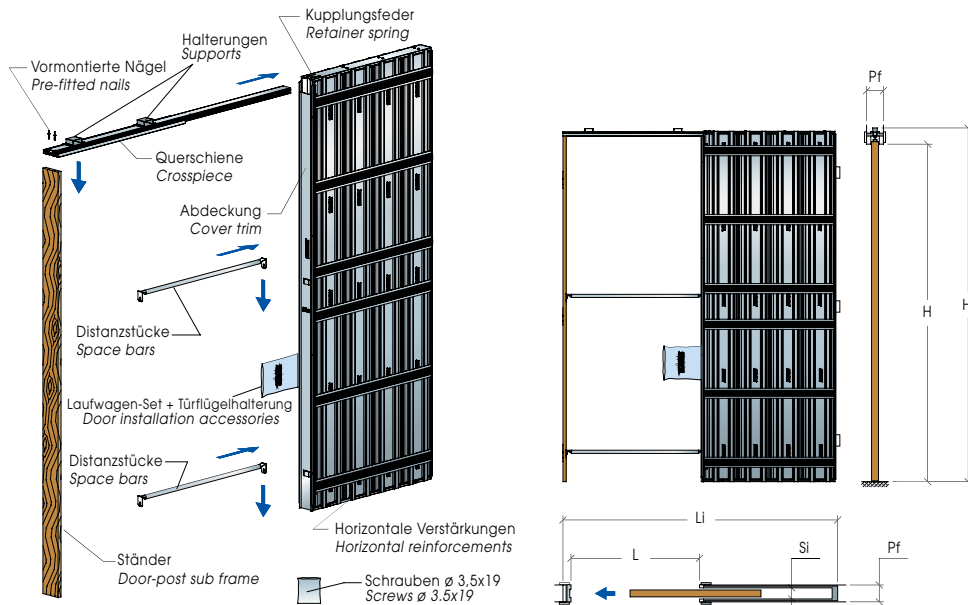 Kupplungsfeder
Retainer spring
Halterungen
Supports
Vormontierte Nägel
Pre-fitted nails
Querschiene
Crosspiece
Abdeckung
Cover trim
Distanzstücke
Space bars
Laufwagen-Set + Türflügelhalterung
Door installation accessories
Distanzstücke
Space bars
Horizontale Verstärkungen
Horizontal reinforcements
Ständer
Door-post sub frame
Schrauben ø 3,5x19
Screws ø 3.5x19
Pf
H
H
Li
L
Si
Pf